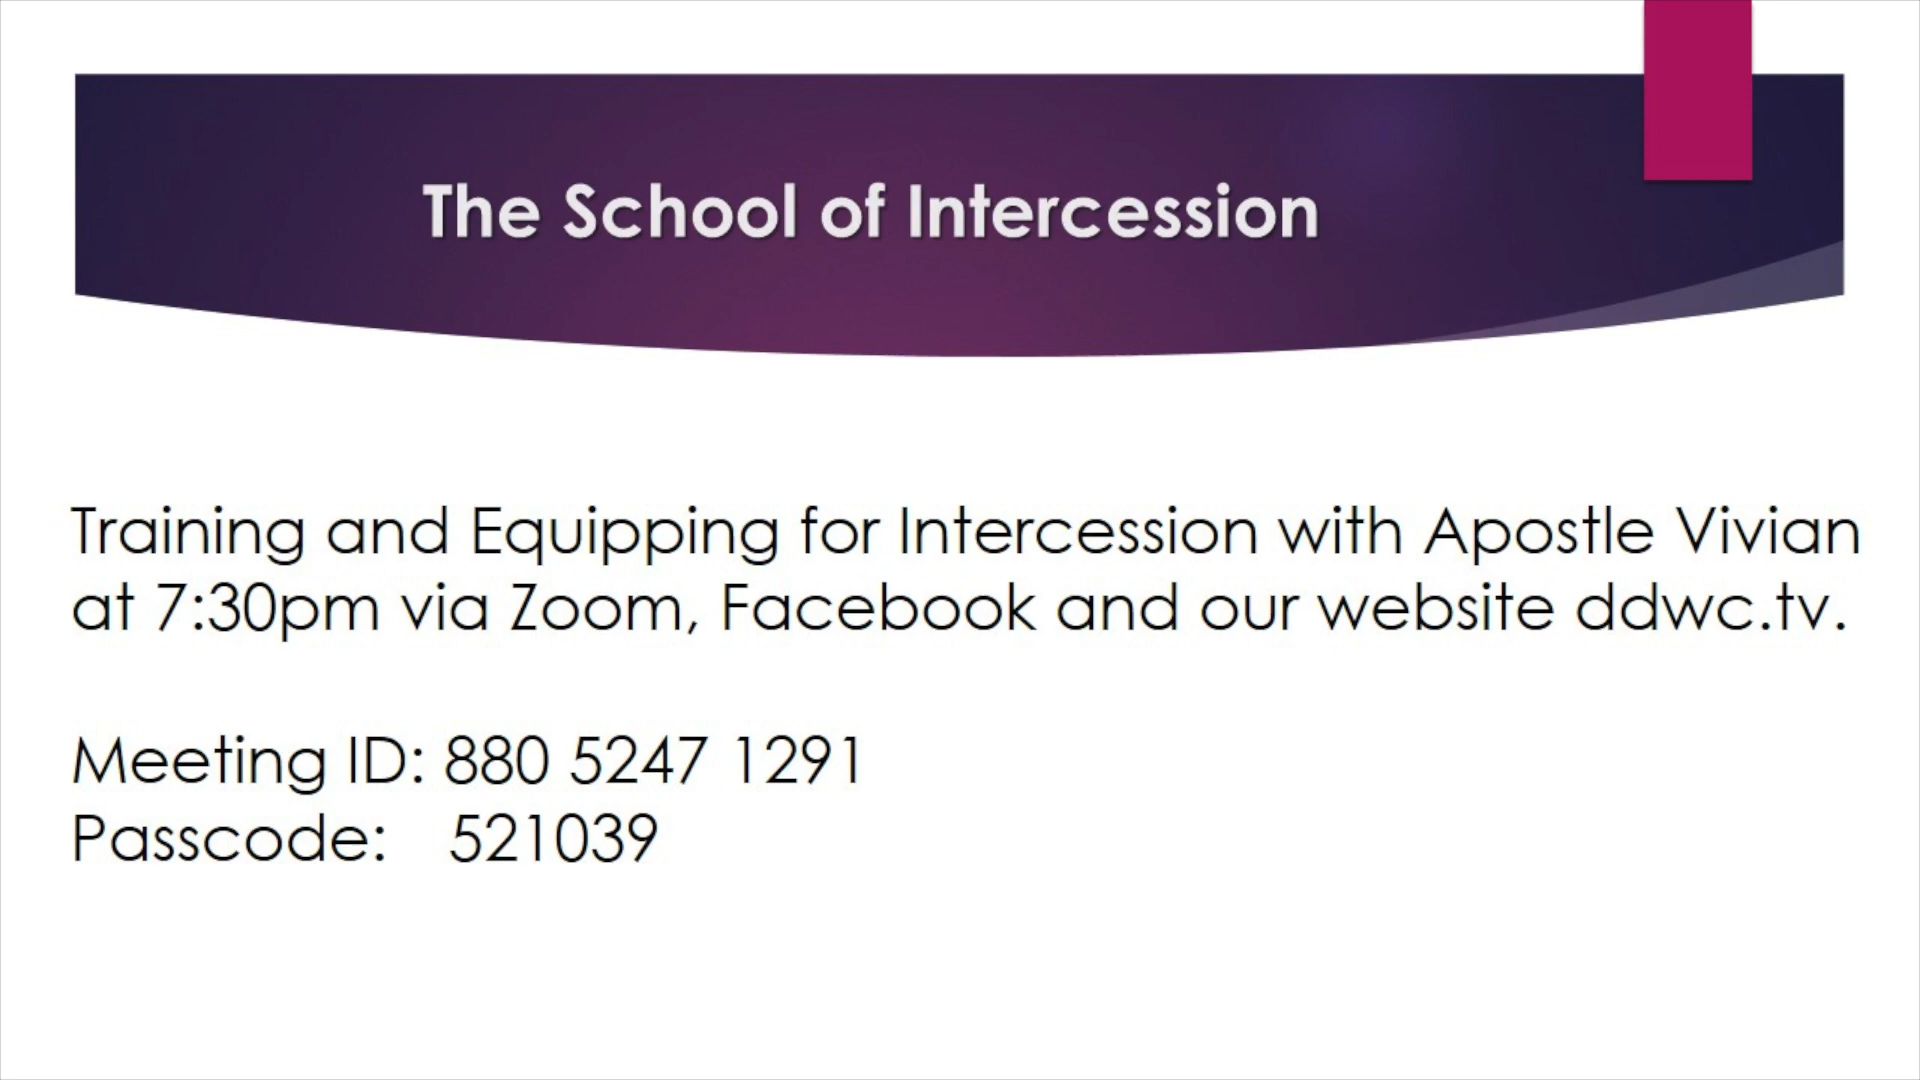 The School of Intercession
Training and Equipping for Intercession with Apostle Vivian
at 7:30pm via Zoom, Facebook and our website ddwc.tv.
Meeting ID: 880 5247 1291
Passcode: 521039